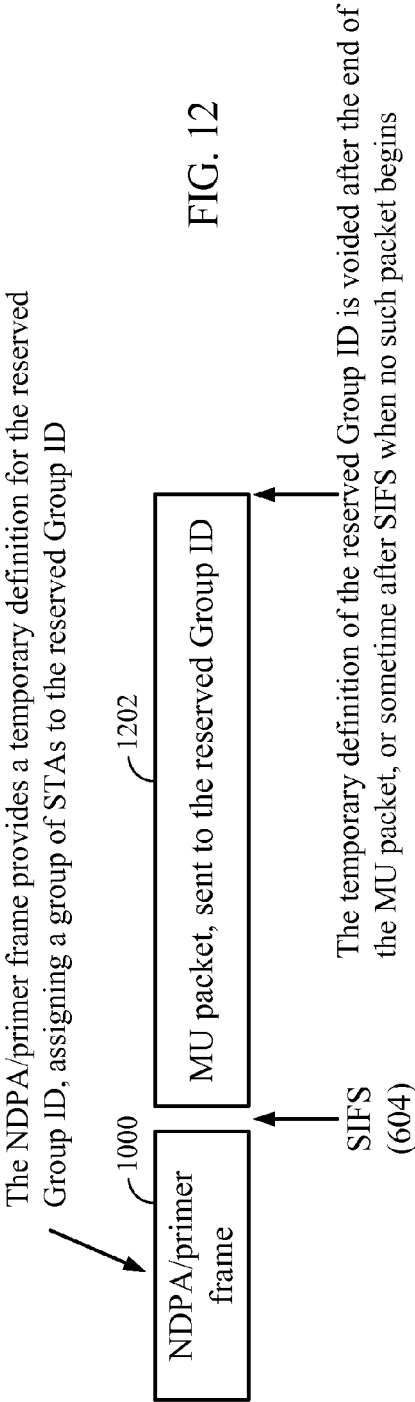 The NDPA/primer frame provides a temporary definition for the reserved
Group ID, assigning a group of STAs to the reserved Group ID
1000
1202
NDPA/primer
frame
MU packet, sent to the reserved Group ID
SIFS
(604)
The temporary definition of the reserved Group ID is voided after the end of
the MU packet, or sometime after SIFS when no such packet begins
FIG. 12